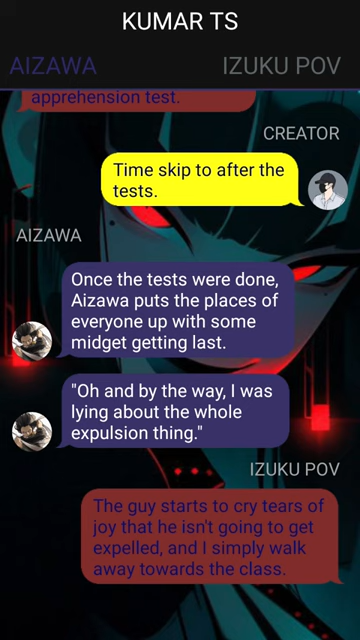 KUMAR TS
AIZAWA
IZUKU POV
apprehension test.
CREATOR
Time skip to after the
tests.
AIZAWA
Once the tests were done,
Aizawa puts the places of
everyone up with some
midget getting last.
"Oh and by the way, I was
lying about the whole
expulsion thing."
IZUKU POV
The guy starts to cry tears of
joy that he isn't going to get
expelled, and I simply walk
away towards the class.